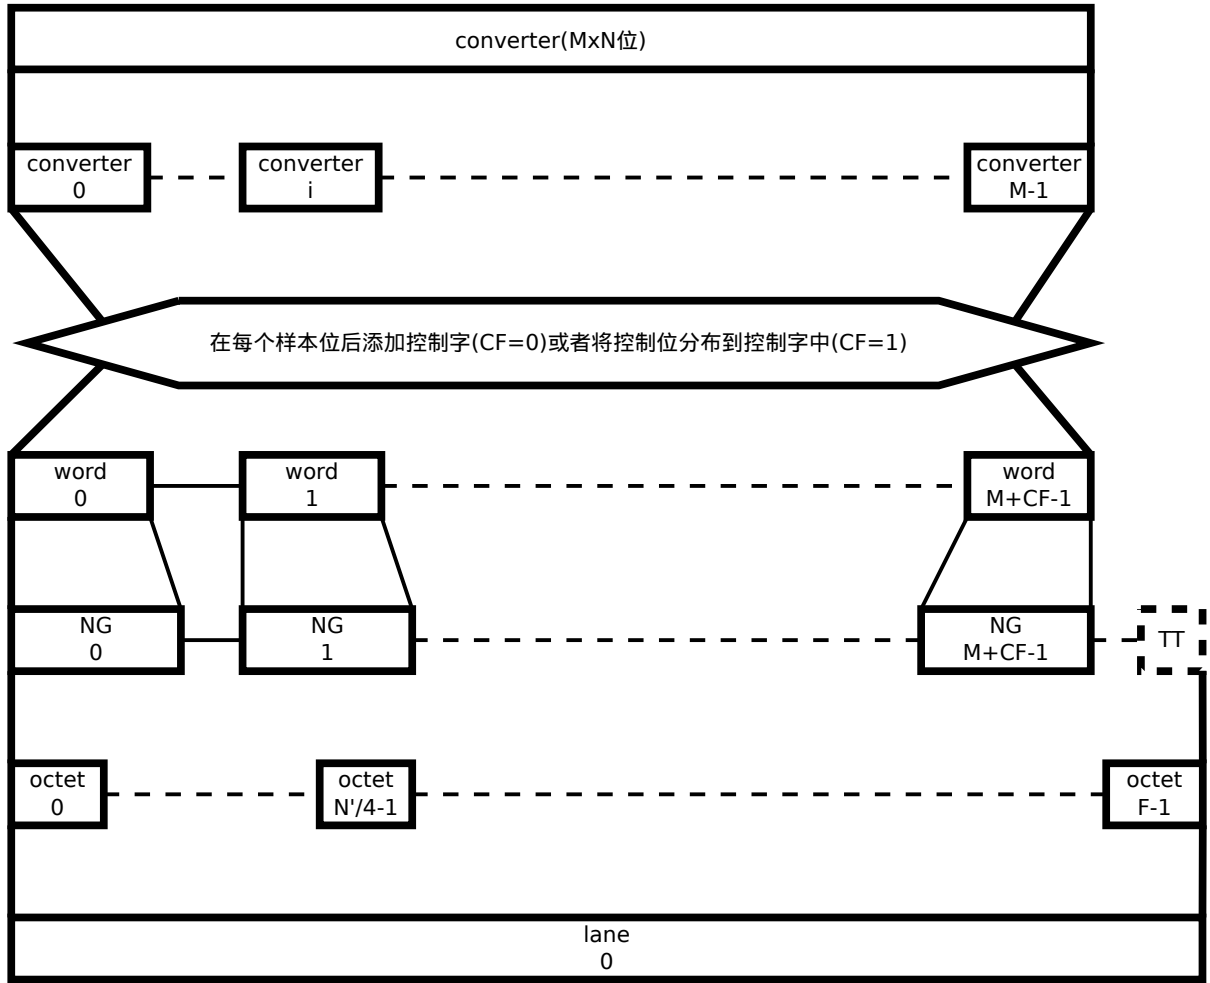 converter(MxN位)
converter
0
converter
i
converter
M-1
在每个样本位后添加控制字(CF=0)或者将控制位分布到控制字中(CF=1)
word
0
word
1
word
M+CF-1
NG
0
NG
1
NG
M+CF-1
TT
octet
0
octet
N'/4-1
octet
F-1
lane
0